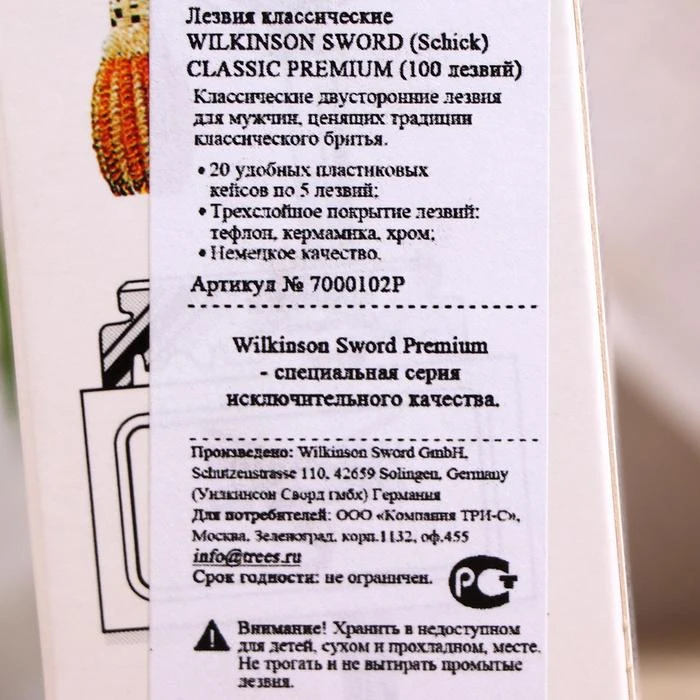 Лезвия классические
WILKINSON SWORD (Schick)
CLASSIC PREMIUM (100 лезвий)
Классические двусторонние лезвия
для мужчин, ценящих традиции
классического бритья.
• 20 удобных пластиковых
кейсов по 5 лезвий;
• Трехслойное покрытие лезвий:
тефлон, кермамика, хром;
• Немецкое качество.
Артикул № 7000102P
Wilkinson Sword Premium
- специальная серия
исключительного качества.
Произведено: Wilkinson Sword GmbH,
Schutzenstrasse 110, 42659 Solingen, Germany
(Уилкинсон Сворд гмбх) Германия
Для потребителей: ООО «Компания ТРИ-С»,
Москва, Зеленоград, корп.1132, оф.455
info@trees.ru
Срок годности: не ограничен.
РСТ
Внимание! Хранить в недоступном
для детей, сухом и прохладном, месте.
Не трогать и не вытирать промытые
лезвия.